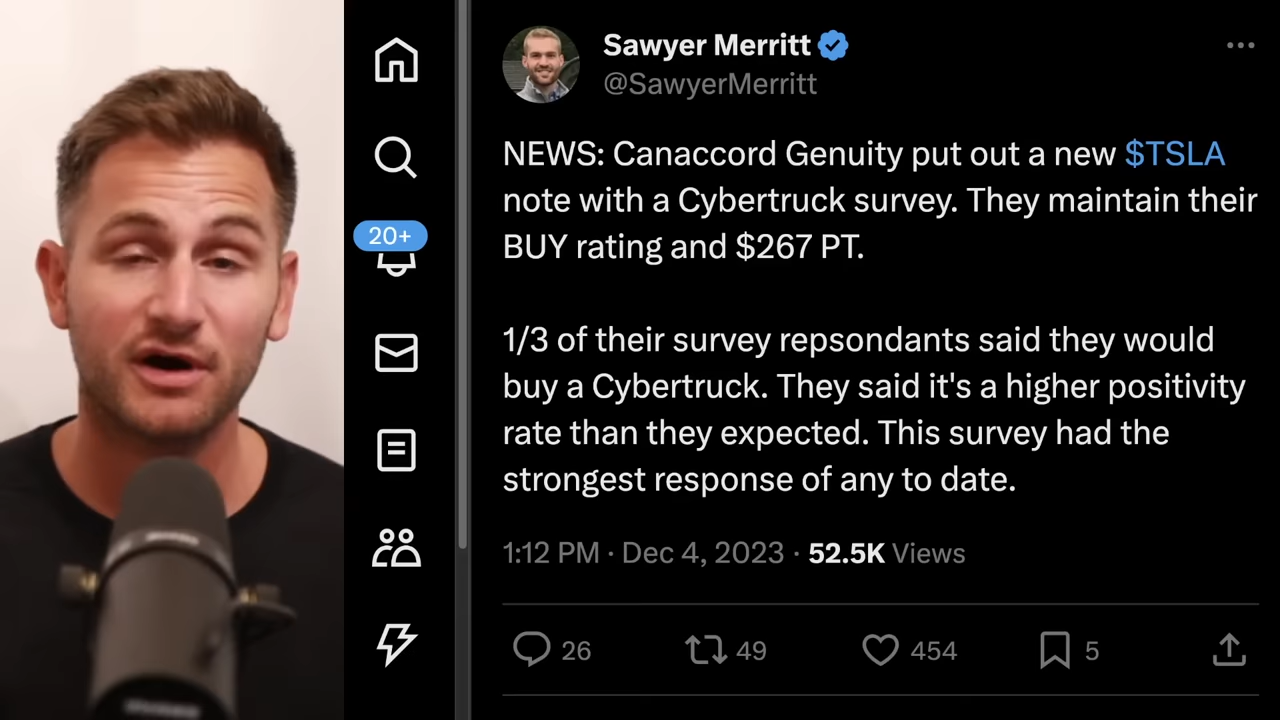 Sawyer Merritt
@SawyerMerritt
NEWS: Canaccord Genuity put out a new $TSLA
note with a Cybertruck survey. They maintain their
BUY rating and $267 PT.
1/3 of their survey repsondants said they would
buy a Cybertruck. They said it's a higher positivity
rate than they expected. This survey had the
strongest response of any to date.
1:12 PM · Dec 4, 2023 · 52.5K Views
26 49 454 5
20+